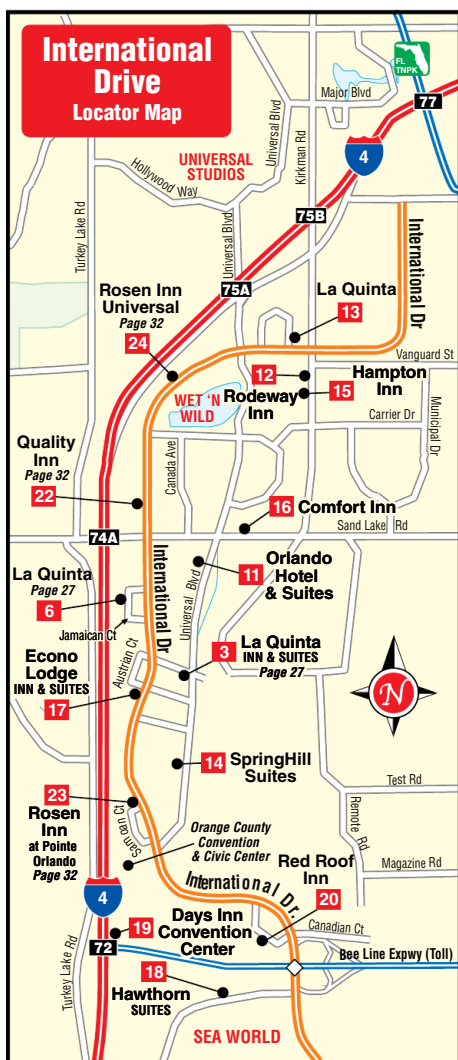 International
Drive
Locator Map
FL
TNPK
Major Blvd
77
4
Universal Blvd
Kirkman Rd
UNIVERSAL
STUDIOS
Hollywood Way
Turkey Lake Rd
75B
Universal Blvd
International Dr
75A
Rosen Inn
Universal
Page 32
24
La Quinta
13
Vanguard St
12
Rodeway
Inn
Hampton
Inn
15
WET 'N
WILD
Carrier Dr
Municipal Dr
Quality
Inn
Page 32
22
Canada Ave
16
Comfort Inn
Sand Lake Rd
74A
International Dr
Universal Blvd
11
Orlando
Hotel
& Suites
La Quinta
Page 27
6
Jamaican Ct
Austrian Ct
3
La Quinta
INN & SUITES
Page 27
Econo
Lodge
INN & SUITES
17
N
14
SpringHill
Suites
Test Rd
23
Rosen
Inn
at Pointe
Orlando
Page 32
Samoan Ct
Orange County
Convention
& Civic Center
Remote Rd
Magazine Rd
Red Roof
Inn
20
International Dr.
4
19
Days Inn
Convention
Center
Canadian Ct
72
Bee Line Expwy (Toll)
Turkey Lake Rd
18
Hawthorn
SUITES
SEA WORLD